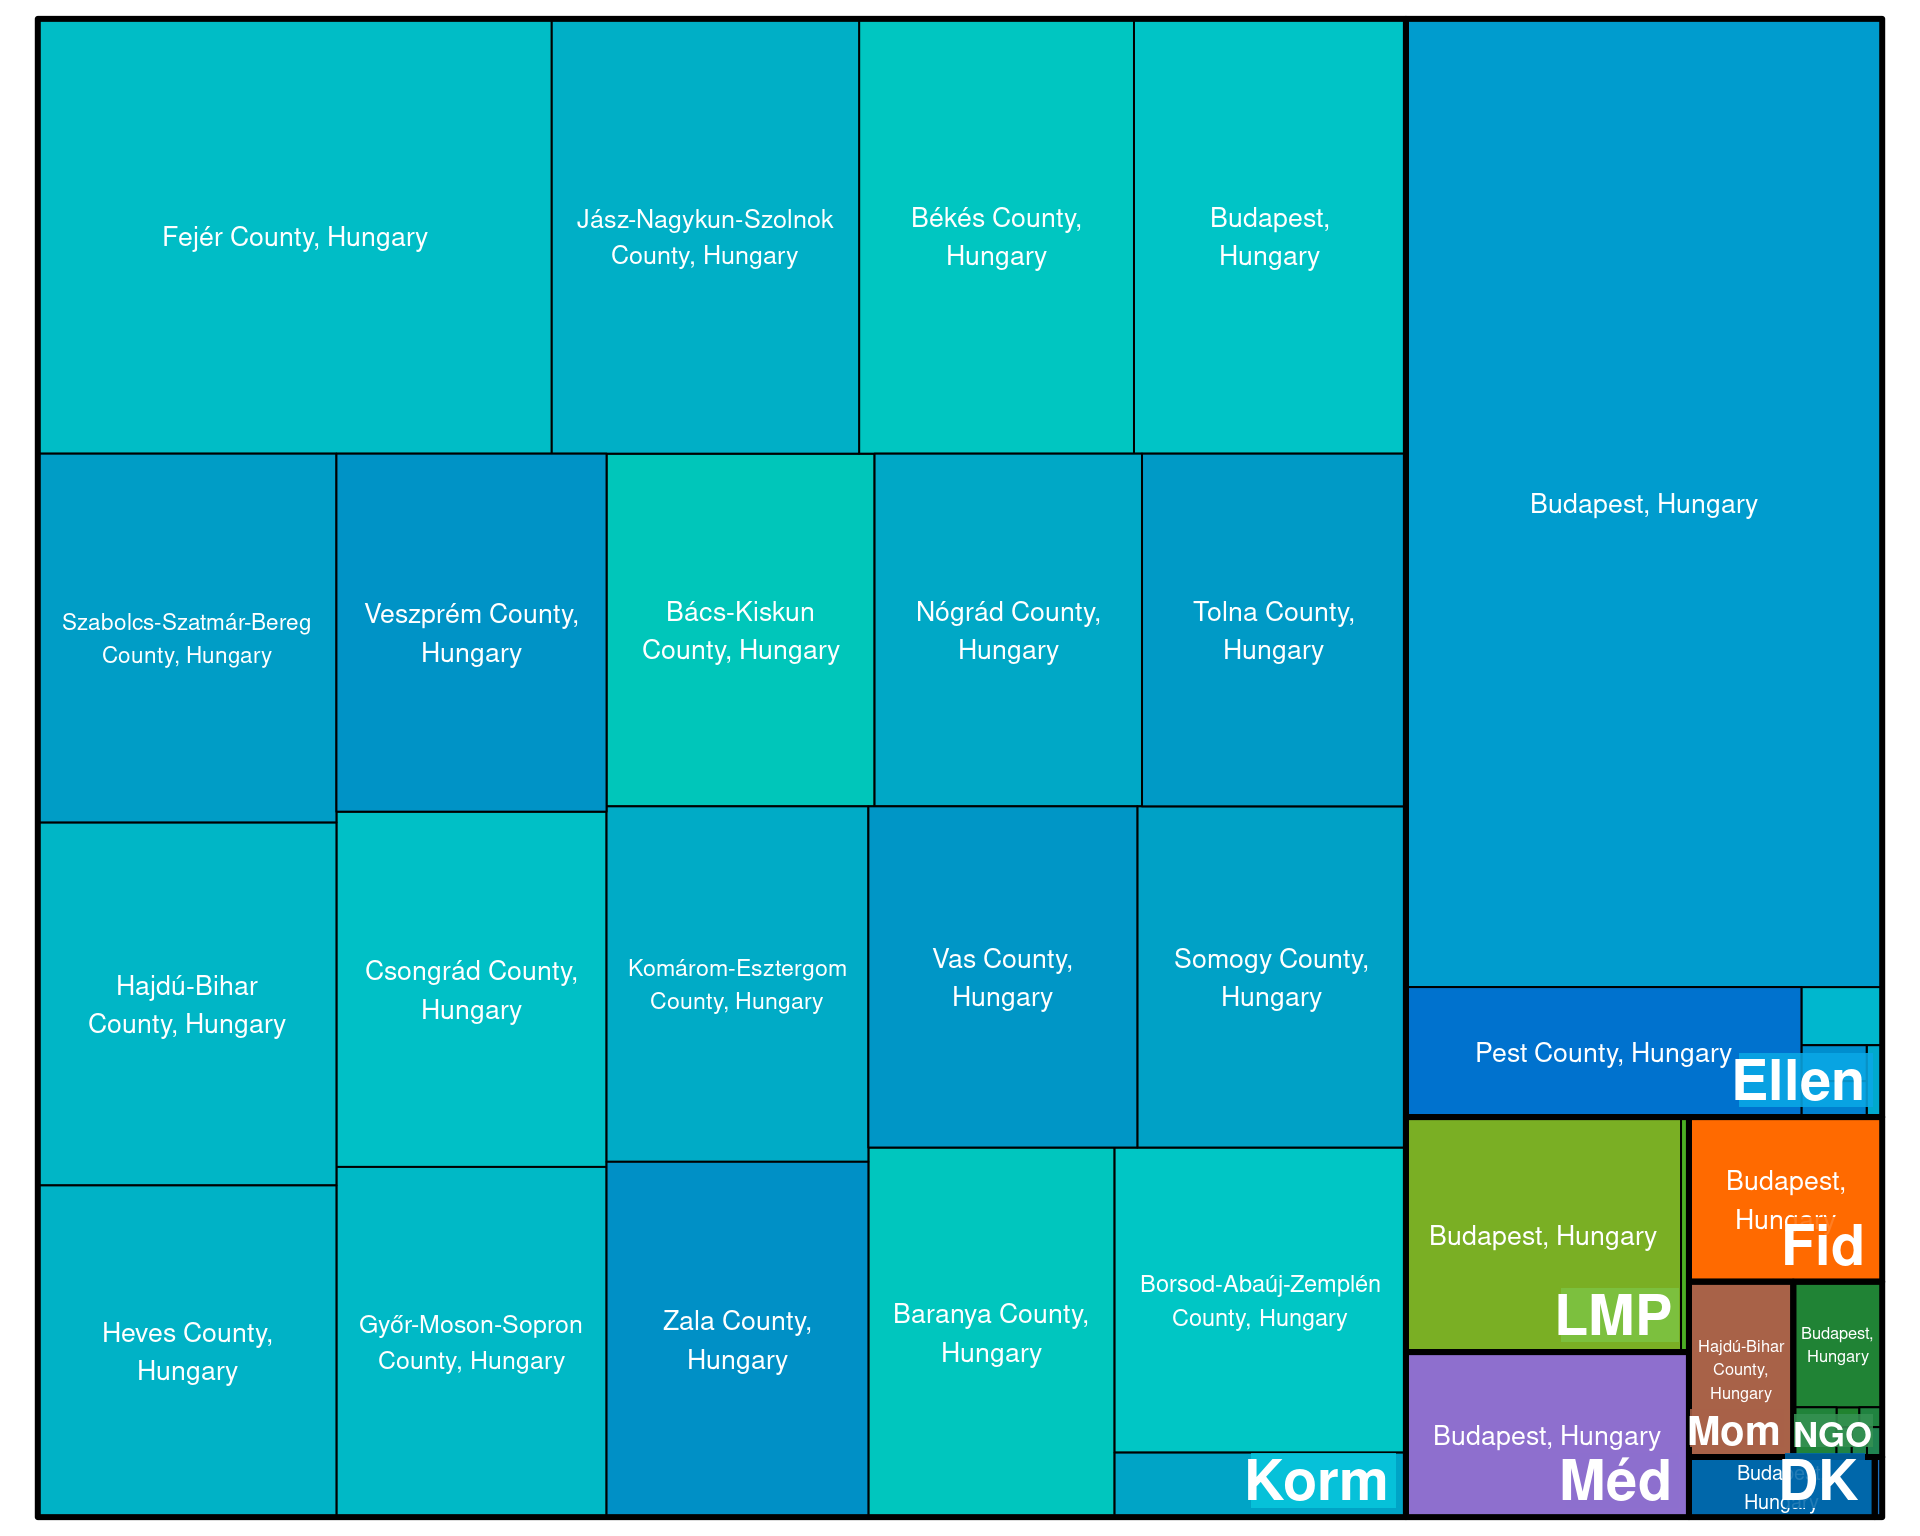 Fejér County, Hungary
Jász-Nagykun-Szolnok
County, Hungary
Békés County,
Hungary
Budapest,
Hungary
Budapest, Hungary
Szabolcs-Szatmár-Bereg
County, Hungary
Veszprém County,
Hungary
Bács-Kiskun
County, Hungary
Nógrád County,
Hungary
Tolna County,
Hungary
Hajdú-Bihar
County, Hungary
Csongrád County,
Hungary
Komárom-Esztergom
County, Hungary
Vas County,
Hungary
Somogy County,
Hungary
Pest County, Hungary
Ellen
Heves County,
Hungary
Győr-Moson-Sopron
County, Hungary
Zala County,
Hungary
Baranya County,
Hungary
Borsod-Abaúj-Zemplén
County, Hungary
Korm
Budapest, Hungary
LMP
Budapest,
Hungary
Fid
Budapest, Hungary
Méd
Hajdú-Bihar
County,
Hungary
Mom
Budapest,
Hungary
NGO
Budapest,
Hungary
DK